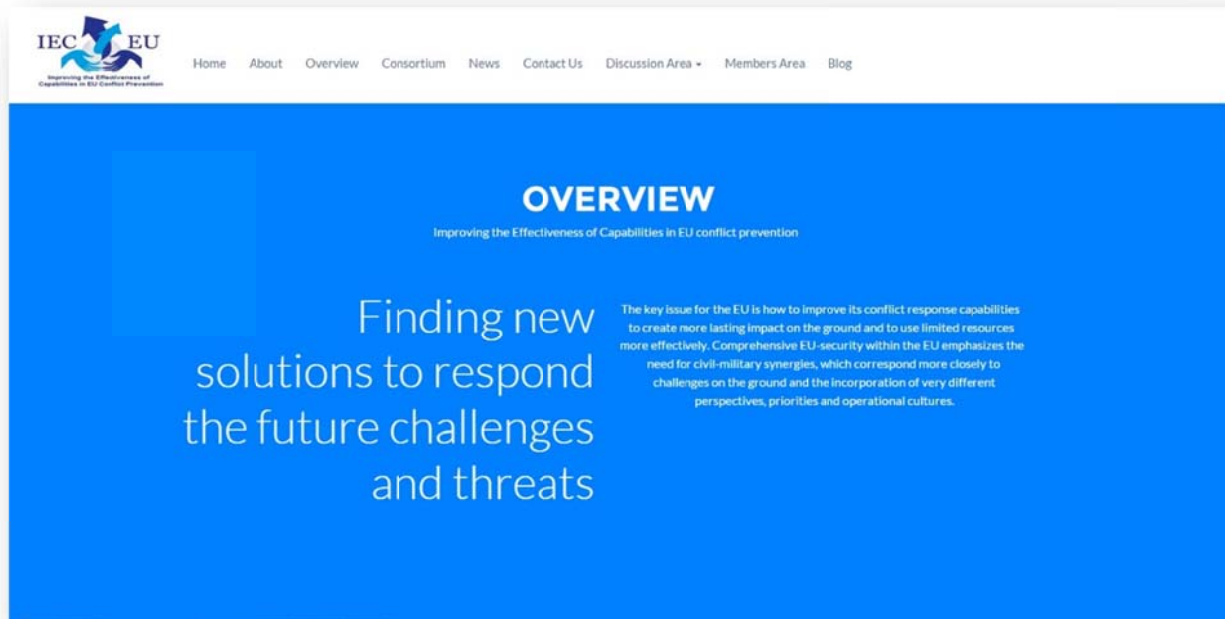 IEC EU
Improving the Effectiveness of
Capabilities in EU Conflict Prevention
Home About Overview Consortium News Contact Us Discussion Area Members Area Blog
OVERVIEW
Improving the Effectiveness of Capabilities in EU conflict prevention
Finding new
solutions to respond
the future challenges
and threats
The key issue for the EU is how to improve its conflict response capabilities
to create more lasting impact on the ground and to use limited resources
more effectively. Comprehensive EU-security within the EU emphasizes the
need for civil-military synergies, which correspond more closely to
challenges on the ground and the incorporation of very different
perspectives, priorities and operational cultures.